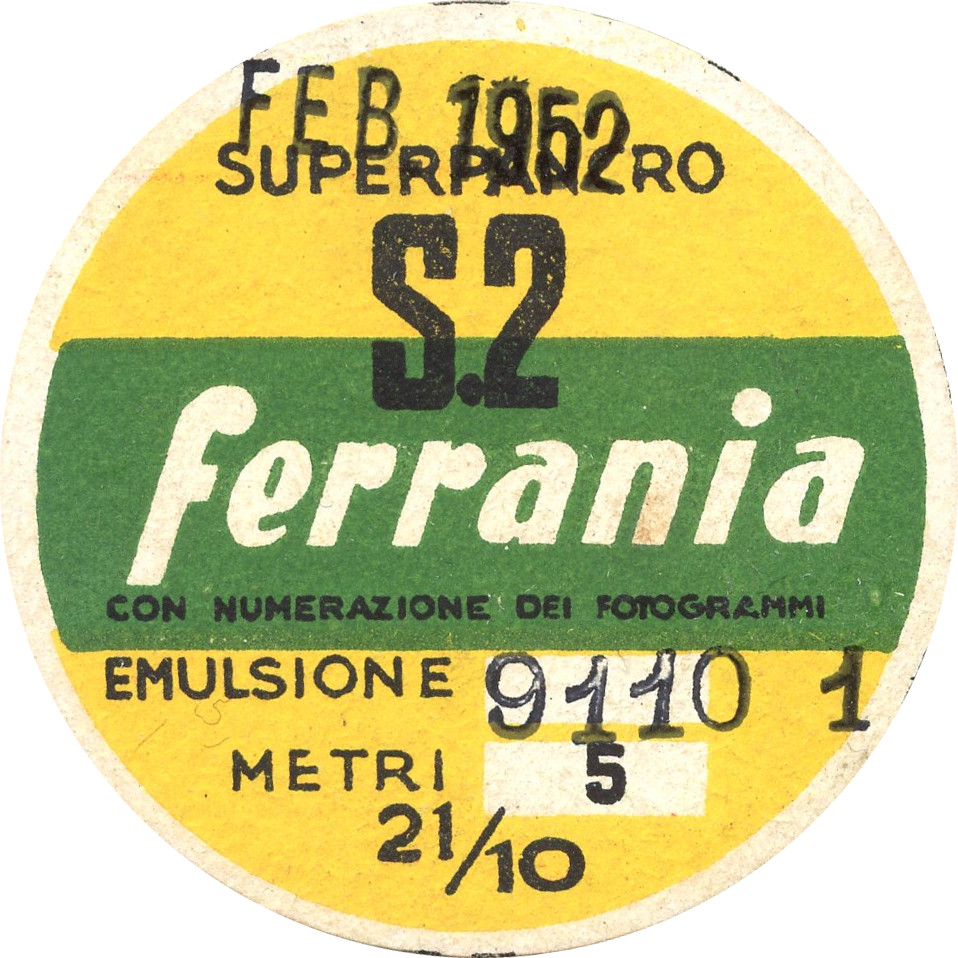 FEB. 1952
SUPERPANCRO
S.2
ferrania
CON NUMERAZIONE DEI FOTOGRAMMI
EMULSIONE 9110 1
METRI 5
21/10